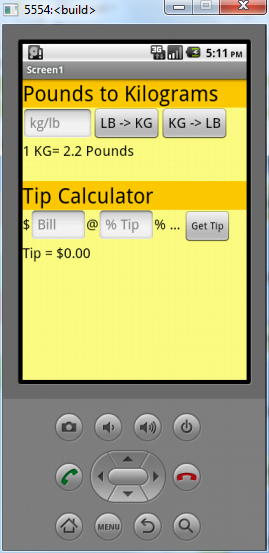 5554:<build>
3G
5:11 PM
Screen1
Pounds to Kilograms
kg/lb LB -> KG KG -> LB
1 KG= 2.2 Pounds
Tip Calculator
$ Bill @ % Tip % ... Get Tip
Tip = $0.00
MENU